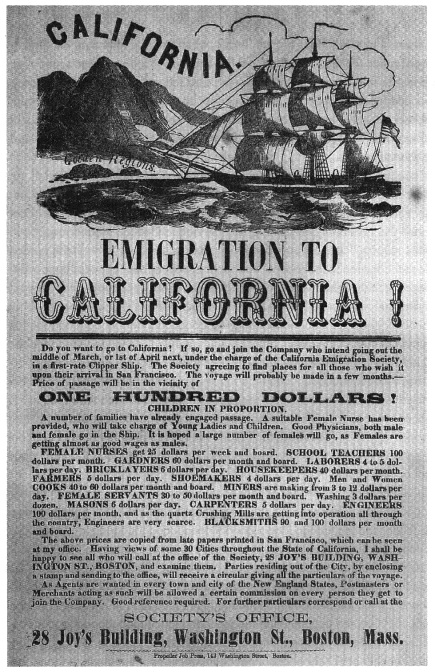 CALIFORNIA.
Golden Regions.
EMIGRATION TO
CALIFORNIA !
Do you want to go to California? If so, go and join the Company who intend going out the
middle of March, or 1st of April next, under the charge of the California Emigration Society,
in a first-rate Clipper Ship. The Society agreeing to find places for all those who wish it
upon their arrival in San Francisco. The voyage will probably be made in a few months.—
Price of passage will be in the vicinity of
ONE HUNDRED DOLLARS!
CHILDREN IN PROPORTION.
A number of families have already engaged passage. A suitable Female Nurse has been
provided, who will take charge of Young Ladies and Children. Good Physicians, both male
and female go in the Ship. It is hoped a large number of females will go, as Females are
getting almost as good wages as males.
FEMALE NURSES get 25 dollars per week and board. SCHOOL TEACHERS 100
dollars per month. GARDNERS 60 dollars per month and board. LABORERS 4 to 5 dol-
lars per day. BRICKLAYERS 6 dollars per day. HOUSEKEEPERS 40 dollars per month.
FARMERS 5 dollars per day. SHOEMAKERS 4 dollars per day. Men and Women
COOKS 40 to 60 dollars per month and board. MINERS are making from 3 to 12 dollars per
day. FEMALE SERVANTS 30 to 50 dollars per month and board. Washing 3 dollars per
dozen. MASONS 6 dollars per day. CARPENTERS 5 dollars per day. ENGINEERS
100 dollars per month, and as the quartz Crushing Mills are getting into operation all through
the country, Engineers are very scarce. BLACKSMITHS 90 and 100 dollars per month
and board.
The above prices are copied from late papers printed in San Francisco, which can be seen
at my office. Having views of some 30 Cities throughout the State of California, I shall be
happy to see all who will call at the office of the Society, 28 JOY'S BUILDING, WASH-
INGTON ST., BOSTON, and examine them. Parties residing out of the City, by enclosing
a stamp and sending to the office, will receive a circular giving all the particulars of the voyage.
As Agents are wanted in every town and city of the New England States, Postmasters or
Merchants acting as such will be allowed a certain commission on every person they get to
join the Company. Good reference required. For further particulars correspond or call at the
SOCIETY'S OFFICE,
28 Joy's Building, Washington St., Boston, Mass.
Propeller Job Press, 142 Washington Street, Boston.